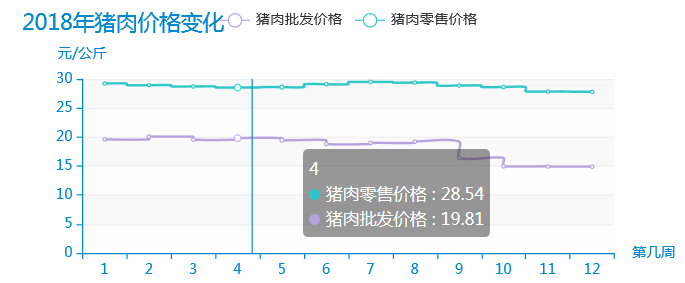 2018年猪肉价格变化 猪肉批发价格 猪肉零售价格
元/公斤
30
25
20
15
10
5
0
4
猪肉零售价格 : 28.54
猪肉批发价格 : 19.81
1 2 3 4 5 6 7 8 9 10 11 12
第几周